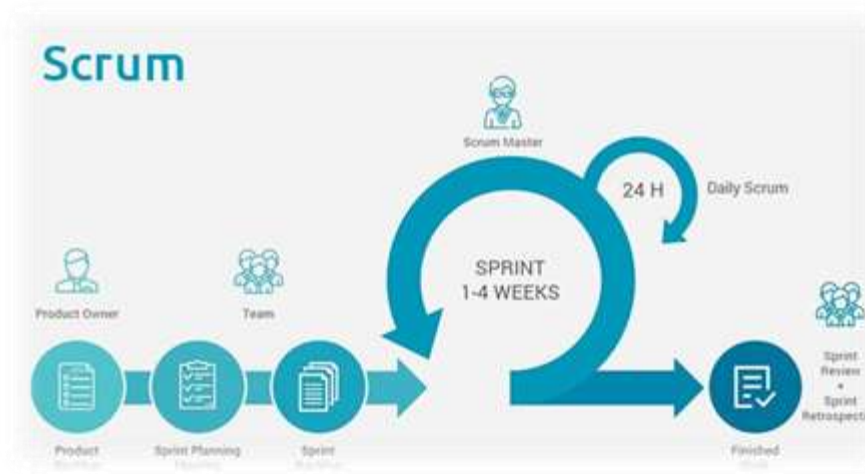 Scrum
Scrum Master
24 H
Daily Scrum
SPRINT
1-4 WEEKS
Product Owner
Team
Sprint
Review
+
Sprint
Product
Sprint Planning
Sprint
Finished